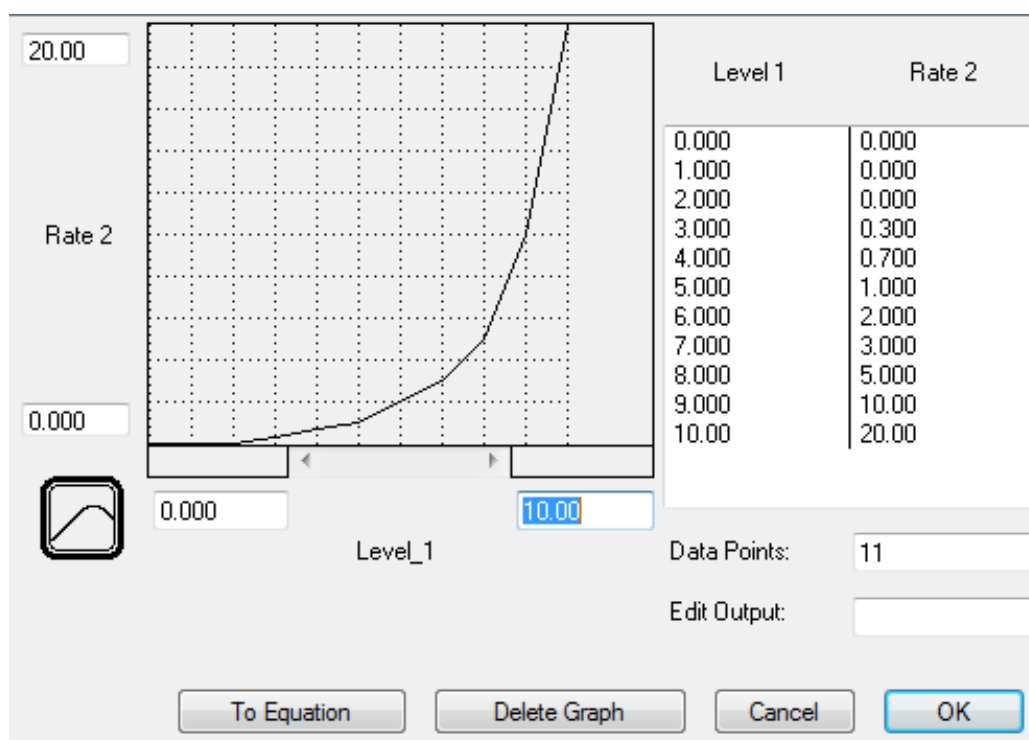 20.00
Level 1 Rate 2
0.000 0.000
1.000 0.000
2.000 0.000
Rate 2
3.000 0.300
4.000 0.700
5.000 1.000
6.000 2.000
7.000 3.000
8.000 5.000
0.000
9.000 10.00
10.00 20.00
0.000 10.00
Level_1
Data Points: 11
Edit Output:
To Equation Delete Graph Cancel OK